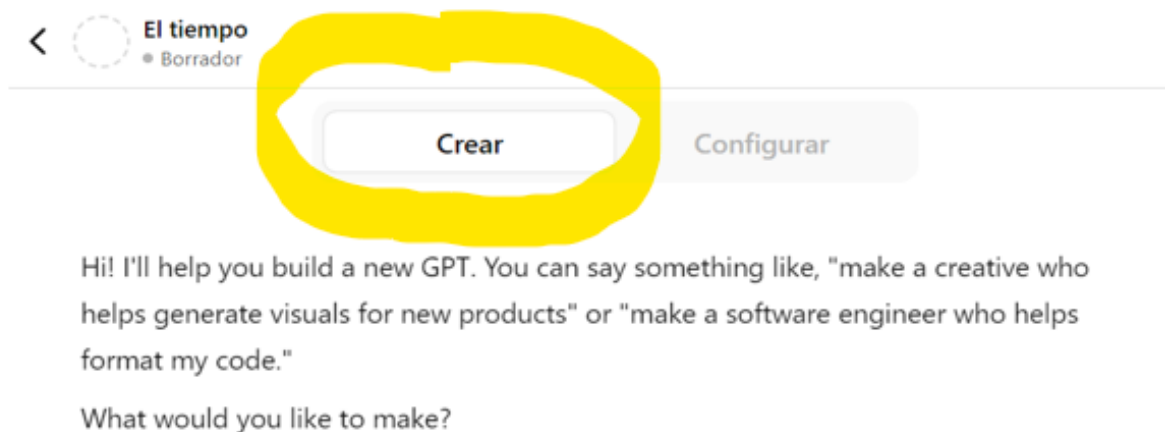 El tiempo
Borrador
Crear Configurar
Hi! I'll help you build a new GPT. You can say something like, "make a creative who
helps generate visuals for new products" or "make a software engineer who helps
format my code."
What would you like to make?